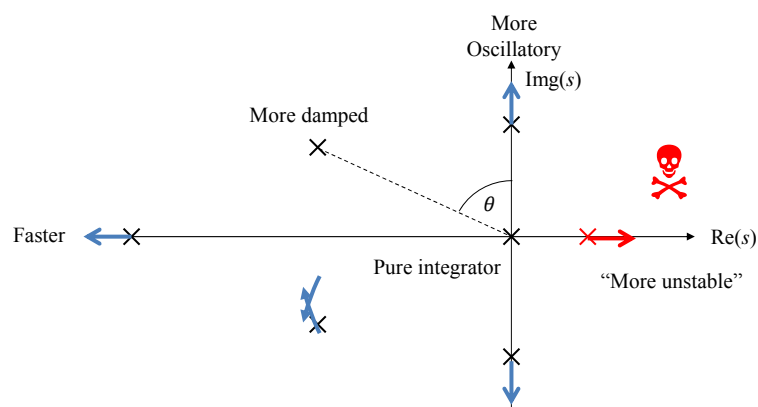 More
Oscillatory
Img(s)
More damped
θ
Faster
Re(s)
Pure integrator
“More unstable”